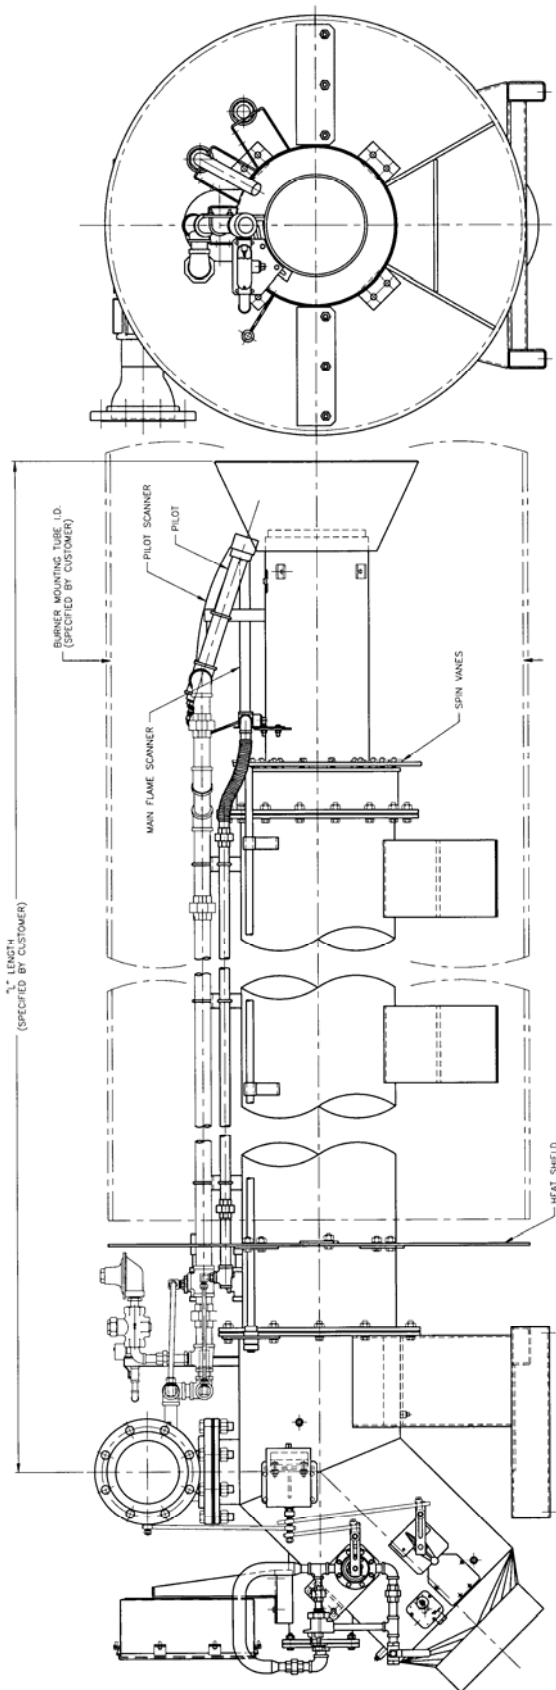 BURNER MOUNTING TUBE I.D.
(SPECIFIED BY CUSTOMER)
PILOT SCANNER
PILOT
MAIN FLAME SCANNER
SPIN VANES
"L" LENGTH
(SPECIFIED BY CUSTOMER)
HEAT SHIELD